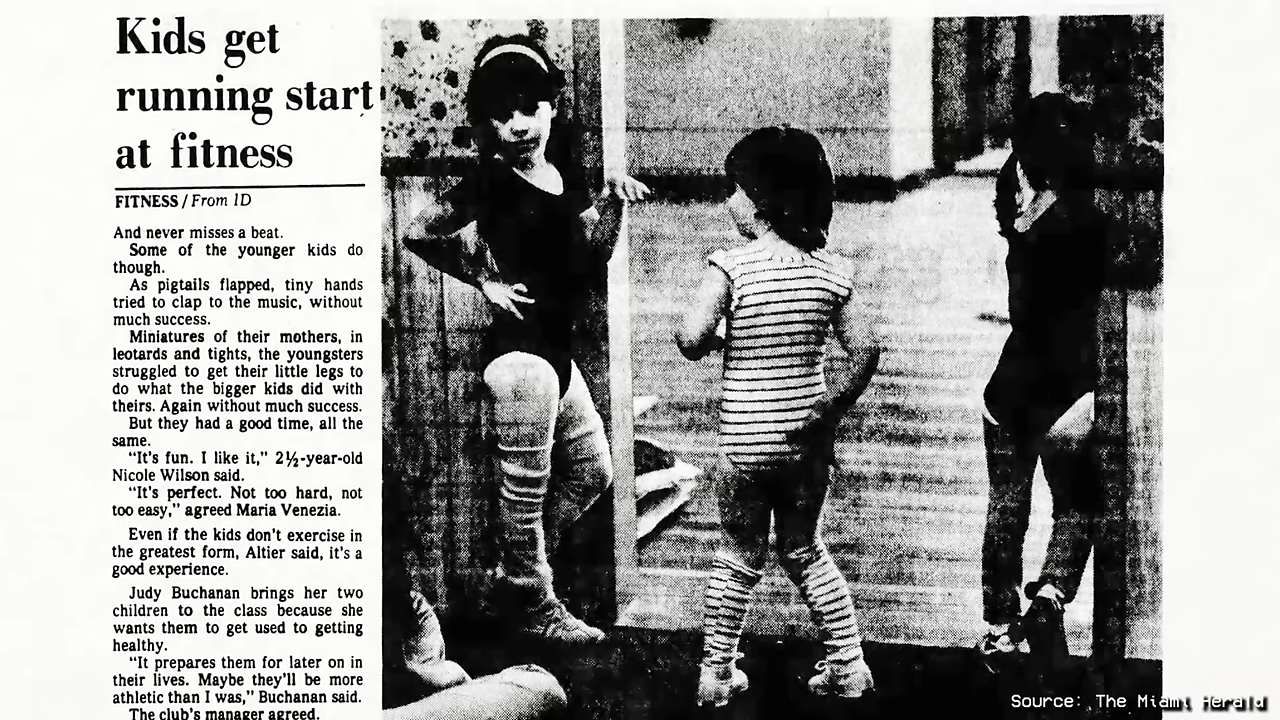 Kids get
running start
at fitness
FITNESS / From 1D
And never misses a beat.
Some of the younger kids do
though.
As pigtails flapped, tiny hands
tried to clap to the music, without
much success.
Miniatures of their mothers, in
leotards and tights, the youngsters
struggled to get their little legs to
do what the bigger kids did with
theirs. Again without much success.
But they had a good time, all the
same.
"It's fun. I like it," 2½-year-old
Nicole Wilson said.
"It's perfect. Not too hard, not
too easy," agreed Maria Venezia.
Even if the kids don't exercise in
the greatest form, Altier said, it's a
good experience.
Judy Buchanan brings her two
children to the class because she
wants them to get used to getting
healthy.
"It prepares them for later on in
their lives. Maybe they'll be more
athletic than I was," Buchanan said.
The club's manager agreed.
Source: The Miami Herald